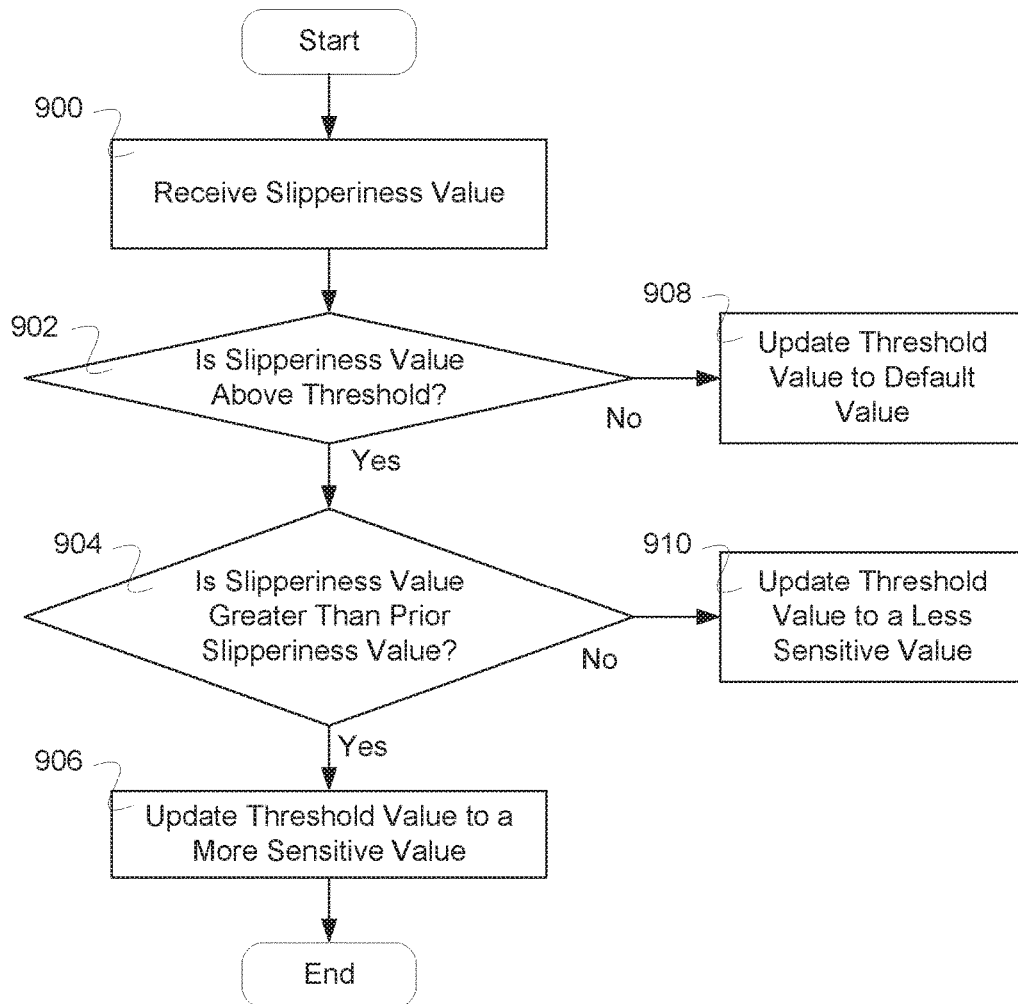 Start
900
Receive Slipperiness Value
902
Is Slipperiness Value
Above Threshold?
No
908
Update Threshold
Value to Default
Value
Yes
904
Is Slipperiness Value
Greater Than Prior
Slipperiness Value?
No
910
Update Threshold
Value to a Less
Sensitive Value
Yes
906
Update Threshold Value to a
More Sensitive Value
End